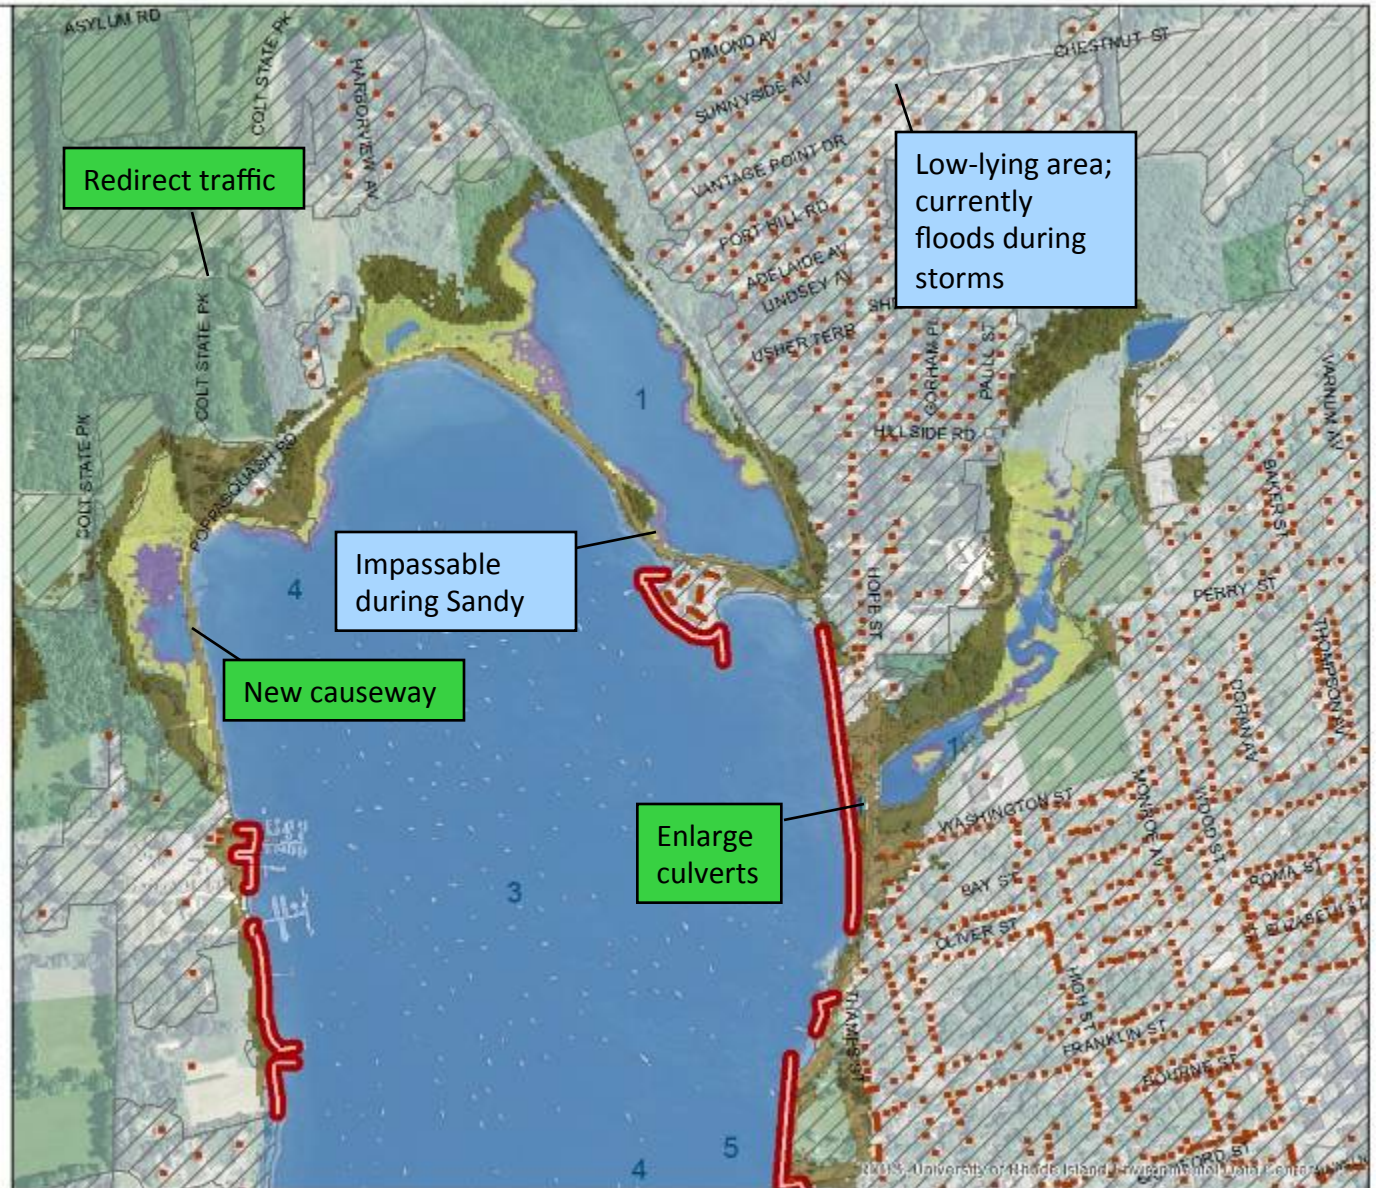 ASYLUM RD
COLT STATE PK
HARBORVIEW AV
DIMOND AV
CHESTNUT ST
SUNNYSIDE AV
VANTAGE POINT DR
Redirect traffic
Low-lying area;
currently
floods during
storms
PORT HILL RD
ADELAIDE AV
LINDSEY AV
USHER TERR
COLT STATE PK
GORHAM PL
PAULL ST
VARNUM AV
1
HILLSIDE RD
COLT STATE PK
POPPASQUASH RD
BAKER ST
Impassable
during Sandy
4
HOPE ST
PERRY ST
THOMPSON AV
New causeway
DORAN AV
1
MONROE AV
WOOD ST
WASHINGTON ST
Enlarge
culverts
3
BAY ST
ROMA ST
OLIVER ST
ELIZABETH ST
HIGH ST
THAMES ST
FRANKLIN ST
BOURNE ST
5
4